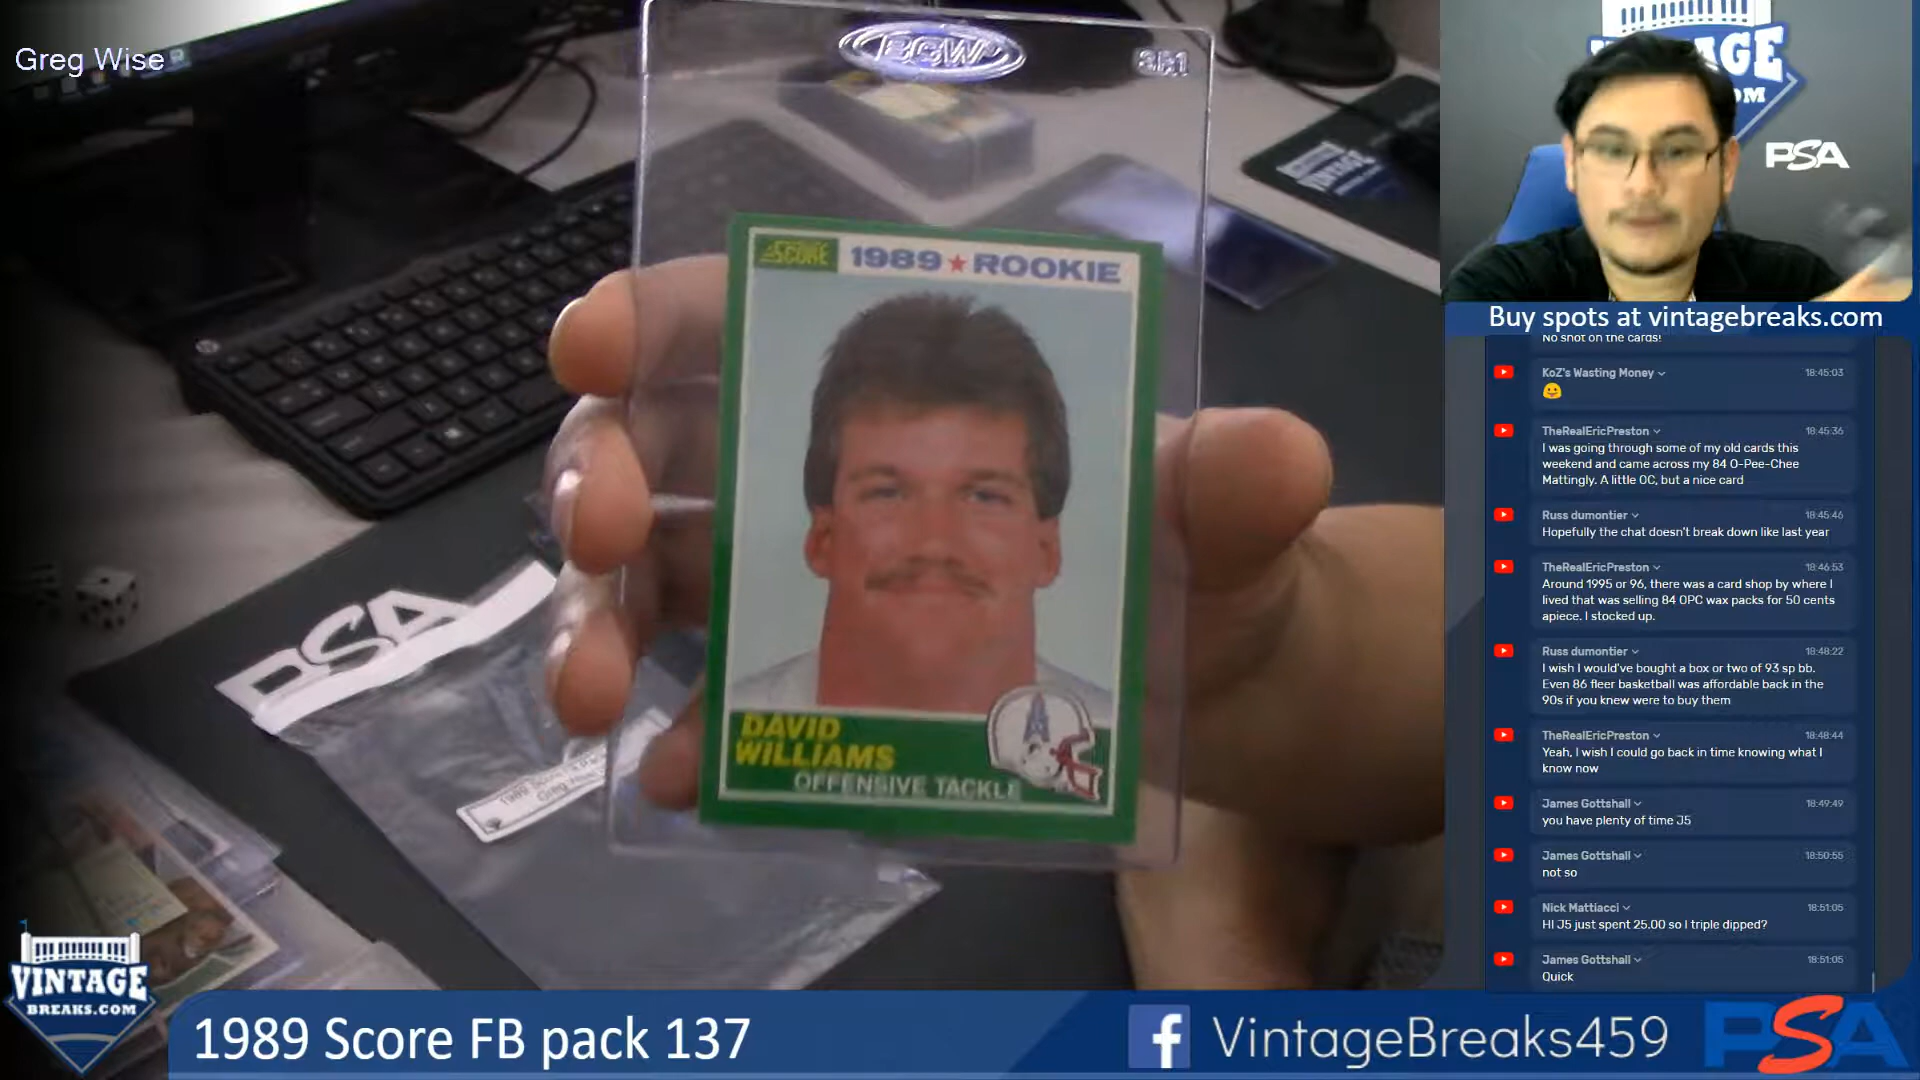 Greg Wise
BCW
SCORE
1989 ★ ROOKIE
DAVID
WILLIAMS
OFFENSIVE TACKLE
PSA
VINTAGE
VINTAGE
BREAKS.COM
PSA
Buy spots at vintagebreaks.com
No shot on the cards!
KoZ's Wasting Money 18:45:03
TheRealEricPreston 18:45:36
I was going through some of my old cards this
weekend and came across my 84 O-Pee-Chee
Mattingly. A little OC, but a nice card
Russ dumontier 18:45:46
Hopefully the chat doesn't break down like last year
TheRealEricPreston 18:46:53
Around 1995 or 96, there was a card shop by where I
lived that was selling 84 OPC wax packs for 50 cents
apiece. I stocked up.
Russ dumontier 18:48:22
I wish I would've bought a box or two of 93 sp bb.
Even 86 fleer basketball was affordable back in the
90s if you knew were to buy them
TheRealEricPreston 18:48:44
Yeah, I wish I could go back in time knowing what I
know now
James Gottshall 18:49:49
you have plenty of time J5
James Gottshall 18:50:55
not so
Nick Mattiacci 18:51:05
HI J5 just spent 25.00 so I triple dipped?
James Gottshall 18:51:05
Quick
1989 Score FB pack 137
VintageBreaks459
PSA